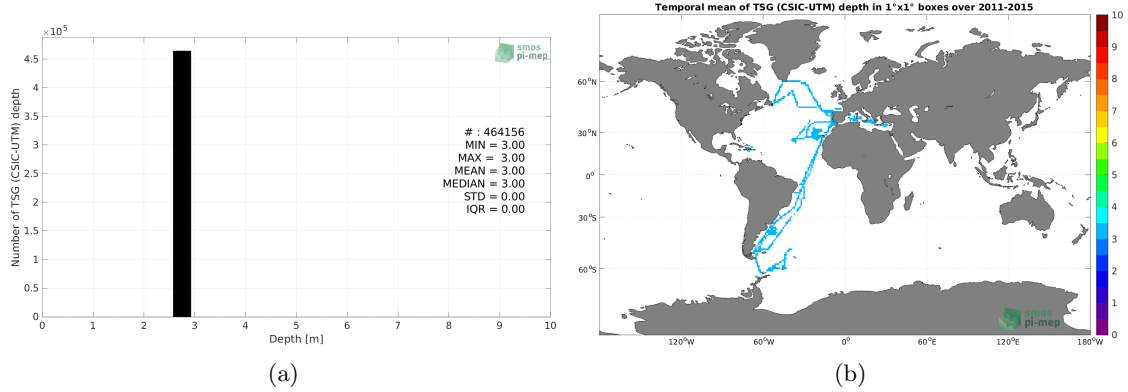 ×10⁵
4.5
4
3.5
3
2.5
2
1.5
1
0.5
0
Number of TSG (CSIC-UTM) depth
smos
pi-mep
# : 464156
MIN = 3.00
MAX = 3.00
MEAN = 3.00
MEDIAN = 3.00
STD = 0.00
IQR = 0.00
0 1 2 3 4 5 6 7 8 9 10
Depth [m]
(a)
Temporal mean of TSG (CSIC-UTM) depth in 1°x1° boxes over 2011-2015
60°N
30°N
0°
30°S
60°S
120°W 60°W 0° 60°E 120°E 180°W
smos
pi-mep
10
9
8
7
6
5
4
3
2
1
0
(b)